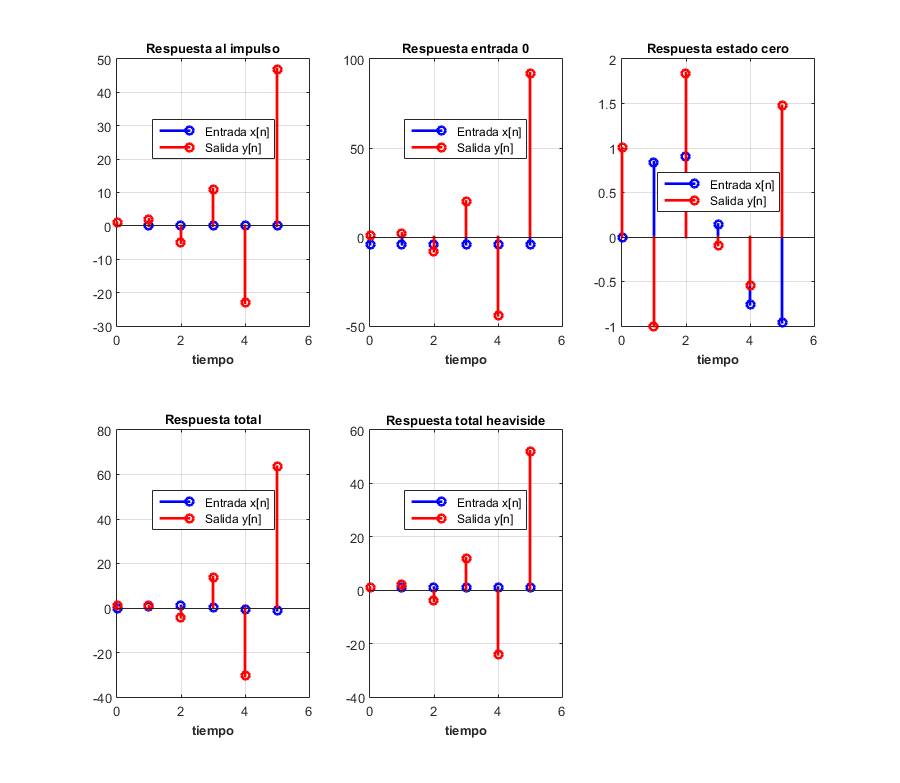 Respuesta al impulso
50
40
30
20
10
0
-10
-20
-30
0 2 4 6
tiempo
Entrada x[n]
Salida y[n]
Respuesta entrada 0
100
50
0
-50
0 2 4 6
tiempo
Entrada x[n]
Salida y[n]
Respuesta estado cero
2
1.5
1
0.5
0
-0.5
-1
0 2 4 6
tiempo
Entrada x[n]
Salida y[n]
Respuesta total
80
60
40
20
0
-20
-40
0 2 4 6
tiempo
Entrada x[n]
Salida y[n]
Respuesta total heaviside
60
40
20
0
-20
-40
0 2 4 6
tiempo
Entrada x[n]
Salida y[n]